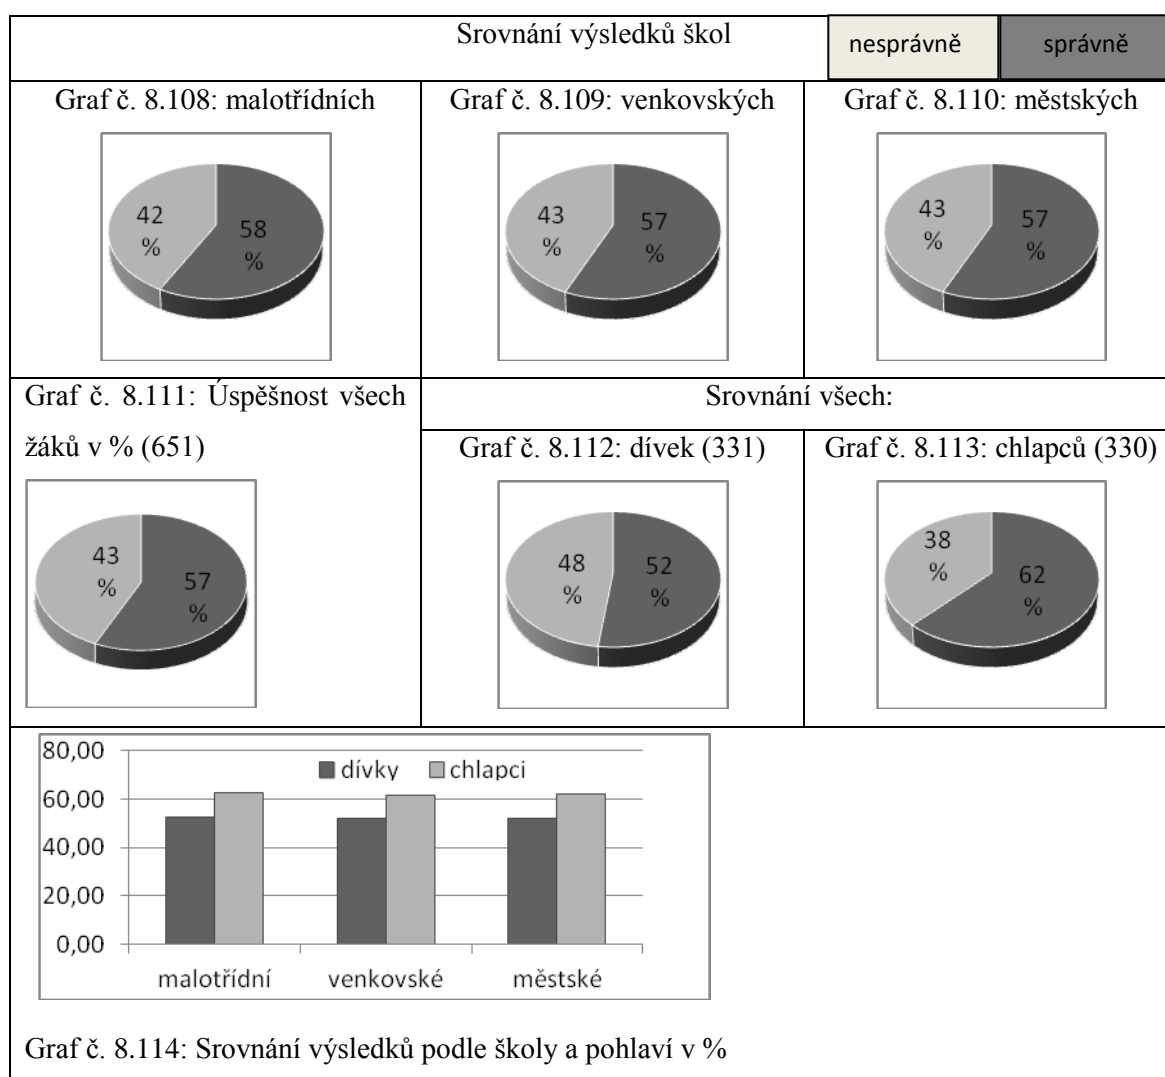 Srovnání výsledků škol
nesprávně
správně
Graf č. 8.108: malotřídních
Graf č. 8.109: venkovských
Graf č. 8.110: městských
42
%
58
%
43
%
57
%
43
%
57
%
Graf č. 8.111: Úspěšnost všech
žáků v % (651)
Srovnání všech:
Graf č. 8.112: dívek (331)
Graf č. 8.113: chlapců (330)
43
%
57
%
48
%
52
%
38
%
62
%
80,00
60,00
40,00
20,00
0,00
dívky
chlapci
malotřídní
venkovské
městské
Graf č. 8.114: Srovnání výsledků podle školy a pohlaví v %